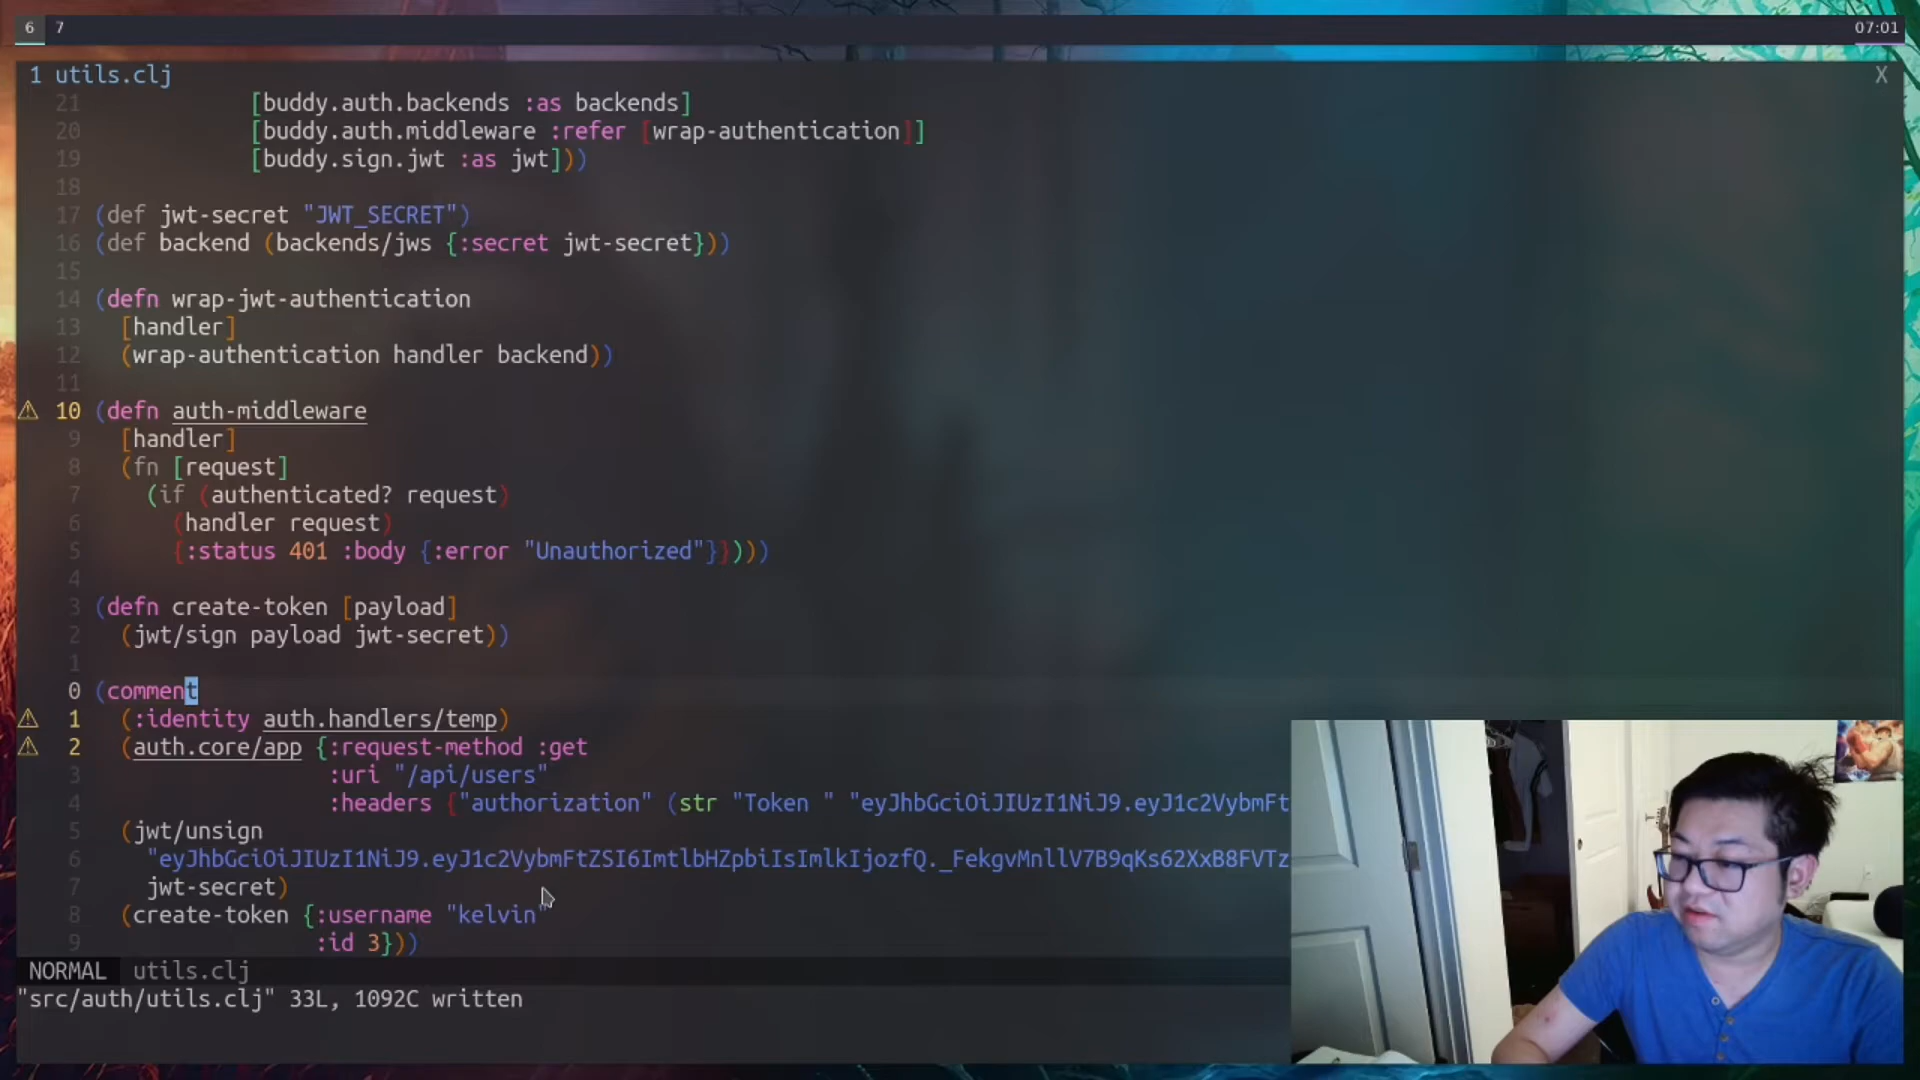 6 7 07:01
1 utils.clj X
21 [buddy.auth.backends :as backends]
20 [buddy.auth.middleware :refer [wrap-authentication]]
19 [buddy.sign.jwt :as jwt]))
18
17 (def jwt-secret "JWT_SECRET")
16 (def backend (backends/jws {:secret jwt-secret}))
15
14 (defn wrap-jwt-authentication
13 [handler]
12 (wrap-authentication handler backend))
11
⚠ 10 (defn auth-middleware
9 [handler]
8 (fn [request]
7 (if (authenticated? request)
6 (handler request)
5 {:status 401 :body {:error "Unauthorized"}})))
4
3 (defn create-token [payload]
2 (jwt/sign payload jwt-secret))
1
0 (comment
⚠ 1 (:identity auth.handlers/temp)
⚠ 2 (auth.core/app {:request-method :get
3 :uri "/api/users"
4 :headers {"authorization" (str "Token " "eyJhbGciOiJIUzI1NiJ9.eyJ1c2VybmFt
5 (jwt/unsign
6 "eyJhbGciOiJIUzI1NiJ9.eyJ1c2VybmFtZSI6ImtlbHZpbiIsImlkIjozfQ._FekgvMnllV7B9qKs62XxB8FVTz
7 jwt-secret)
8 (create-token {:username "kelvin"
9 :id 3}))
NORMAL utils.clj
"src/auth/utils.clj" 33L, 1092C written